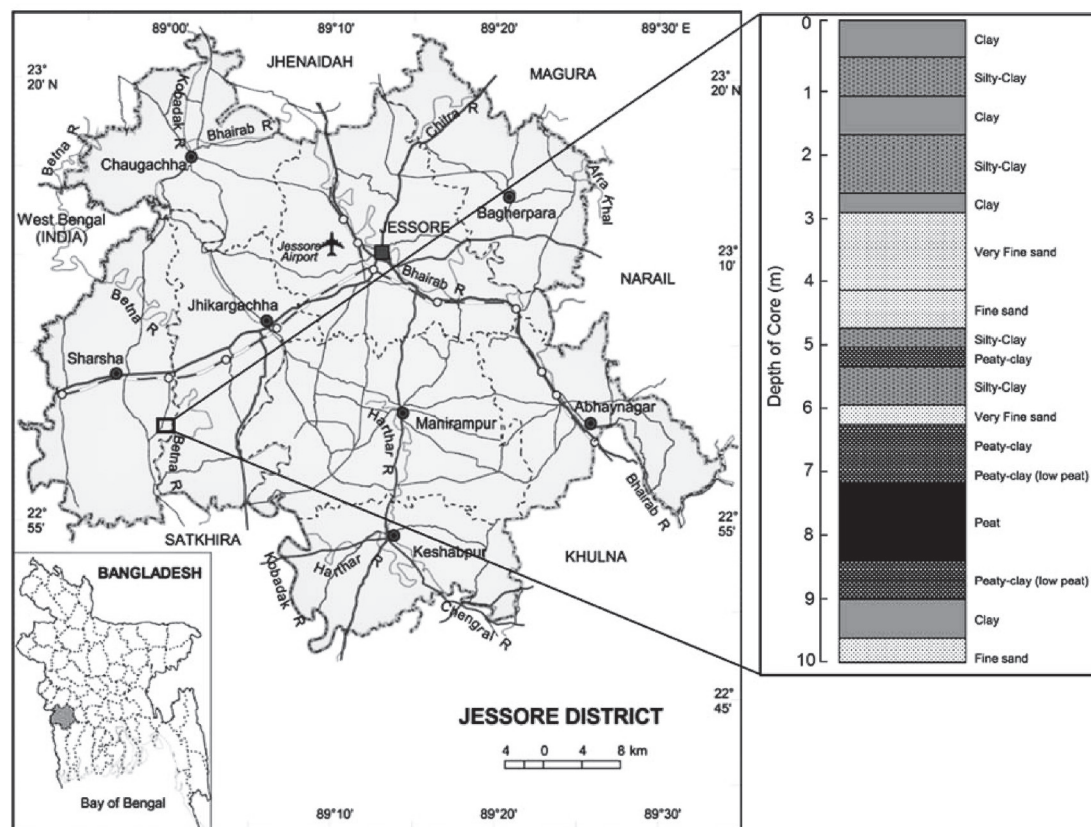 89°00'
89°10'
89°20'
89°30' E
23°
20' N
23°
20' N
JHENAIDAH
MAGURA
Kobadak R
Bhairab R
Chitra R
Betna R
Chaugachha
Bagherpara
Afra Khal
West Bengal
(INDIA)
JESSORE
Jessore
Airport
Bhairab R
23°
10'
NARAIL
Betna R
Jhikargachha
Sharsha
Abhaynagar
Manirampur
Harihar R
Betna R
Bhairab R
22°
55'
22°
55'
SATKHIRA
Keshabpur
KHULNA
Kobadak R
Harihar R
Chengral R
BANGLADESH
Bay of Bengal
22°
45'
JESSORE DISTRICT
4 0 4 8 km
89°10'
89°20'
89°30'
Depth of Core (m)
0
1
2
3
4
5
6
7
8
9
10
Clay
Silty-Clay
Clay
Silty-Clay
Clay
Very Fine sand
Fine sand
Silty-Clay
Peaty-clay
Silty-Clay
Very Fine sand
Peaty-clay
Peaty-clay (low peat)
Peat
Peaty-clay (low peat)
Clay
Fine sand